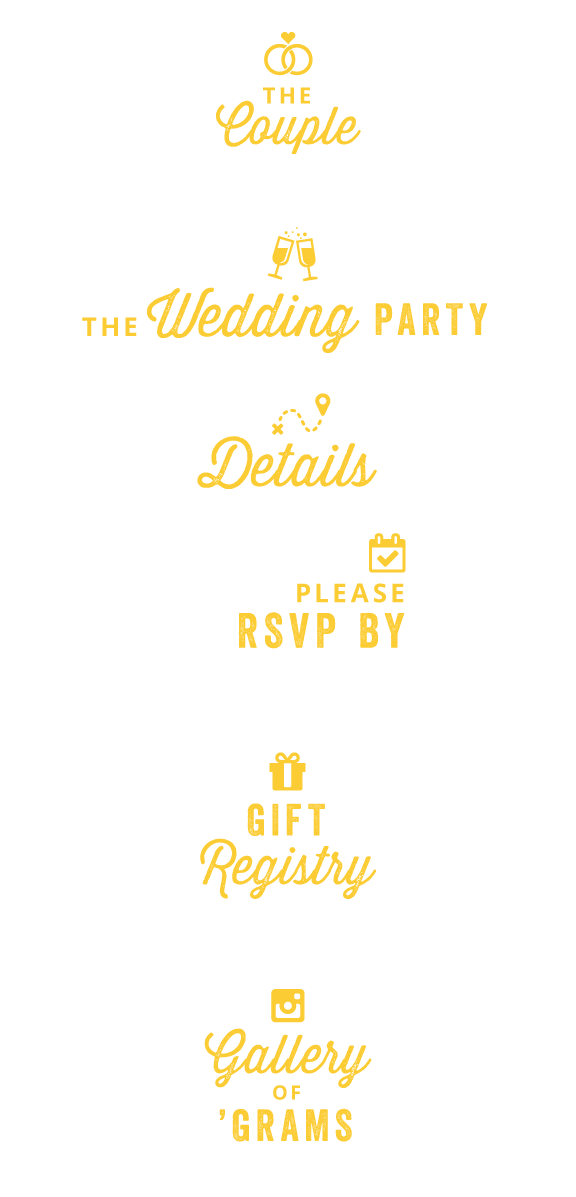 THE
Couple
THE Wedding PARTY
Details
PLEASE
RSVP BY
GIFT
Registry
Gallery
OF
'GRAMS